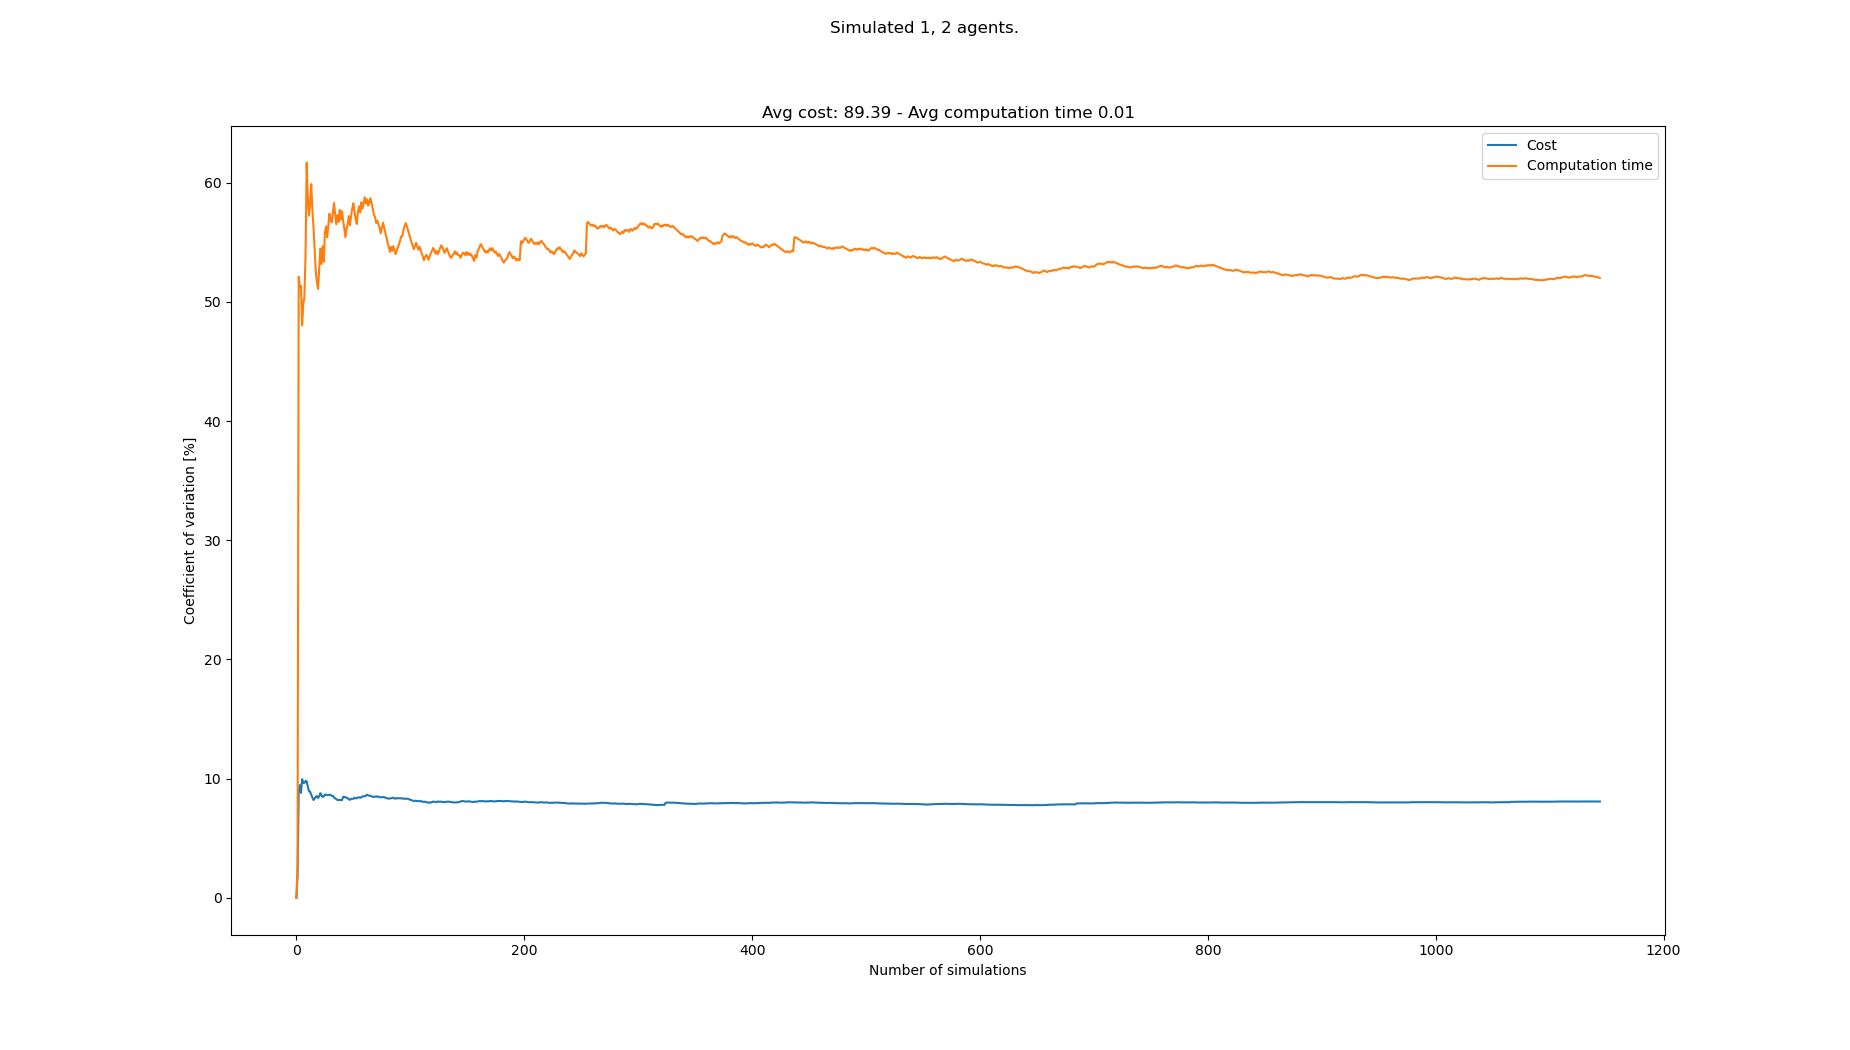 Simulated 1, 2 agents.
Avg cost: 89.39 - Avg computation time 0.01
Cost
Computation time
60
50
40
30
20
10
0
Coefficient of variation [%]
0
200
400
600
800
1000
1200
Number of simulations